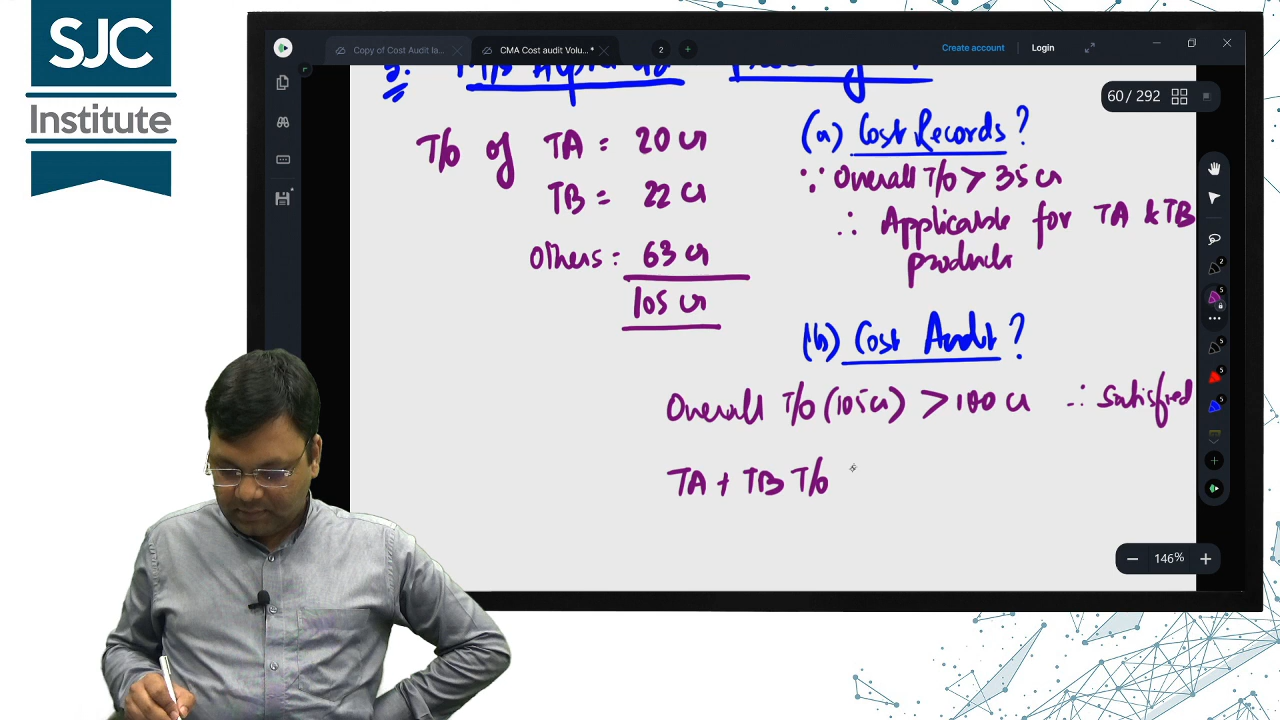 SJC
Institute
Copy of Cost Audit la...
CMA Cost audit Volu...*
2
Create account
Login
60 / 292
T/o of TA = 20 cr
TB = 22 cr
Others = 63 cr
105 cr
(a) Cost Records?
∵ Overall T/o > 35 cr
∴ Applicable for TA & TB
products
(b) Cost Audit?
Overall T/o (105 cr) > 100 cr ∴ Satisfied
TA + TB T/o
146%